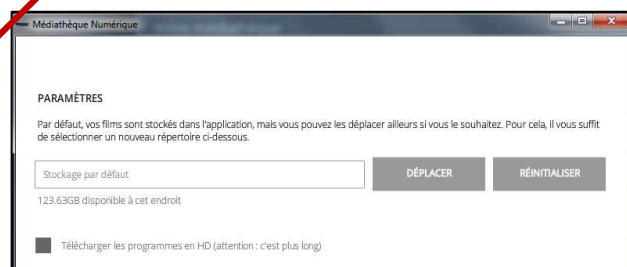 Médiathèque Numérique
PARAMÈTRES
Par défaut, vos films sont stockés dans l'application, mais vous pouvez les déplacer ailleurs si vous le souhaitez. Pour cela, il vous suffit
de sélectionner un nouveau répertoire ci-dessous.
Stockage par défaut
DÉPLACER
RÉINITIALISER
123.63GB disponible à cet endroit
Télécharger les programmes en HD (attention : c'est plus long)